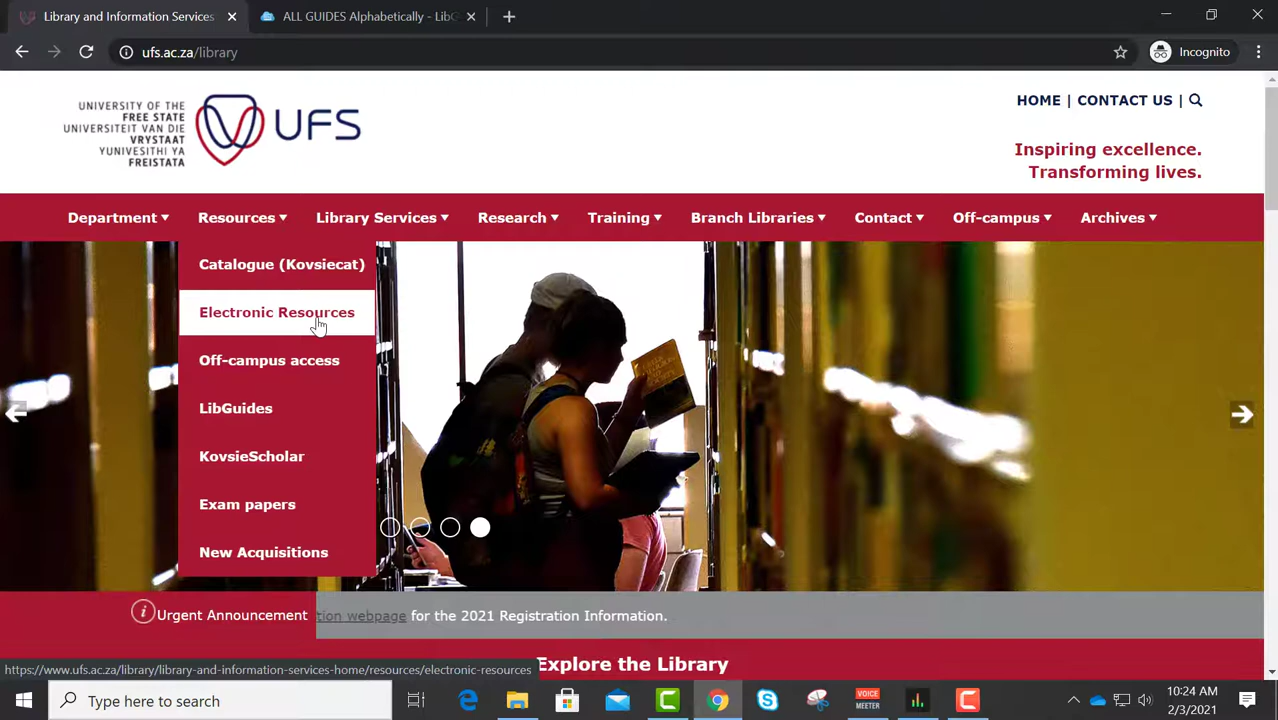 Library and Information Services
ALL GUIDES Alphabetically - LibG
ufs.ac.za/library
Incognito
UNIVERSITY OF THE
FREE STATE
UNIVERSITEIT VAN DIE
VRYSTAAT
YUNIVESITHI YA
FREISTATA
UFS
HOME | CONTACT US |
Inspiring excellence.
Transforming lives.
Department Resources Library Services Research Training Branch Libraries Contact Off-campus Archives
Catalogue (Kovsiecat)
Electronic Resources
Off-campus access
LibGuides
KovsieScholar
Exam papers
New Acquisitions
Urgent Announcement tion webpage for the 2021 Registration Information.
Explore the Library
https://www.ufs.ac.za/library/library-and-information-services-home/resources/electronic-resources
Type here to search
VOICE
MEETER
10:24 AM
2/3/2021